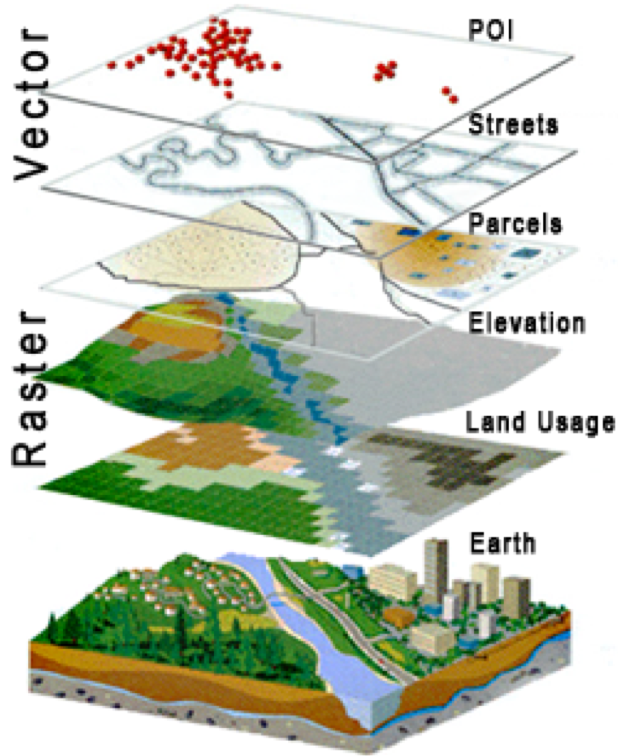 Vector
POI
Streets
Parcels
Raster
Elevation
Land Usage
Earth